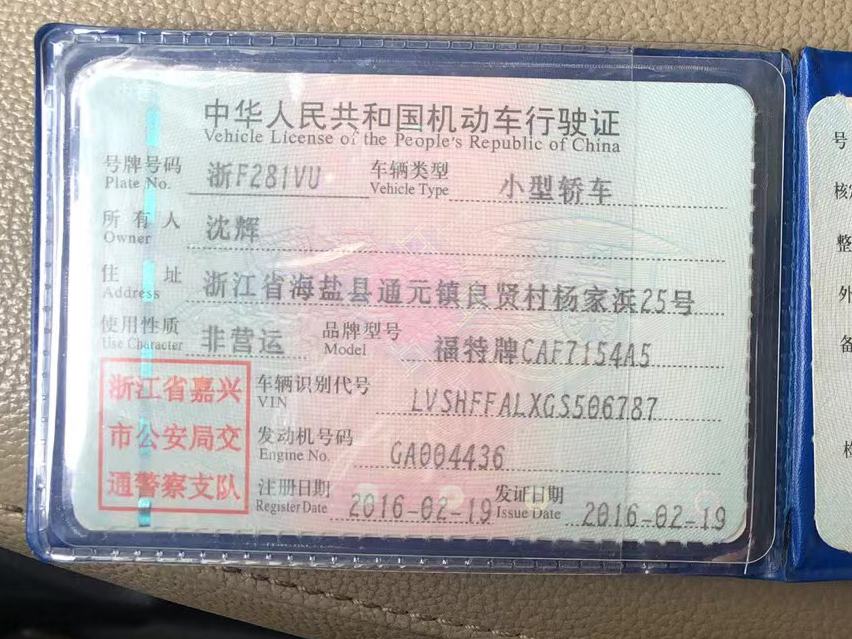 中华人民共和国机动车行驶证
Vehicle License of the People's Republic of China
号牌号码 浙F281VU 车辆类型 小型轿车
Plate No. Vehicle Type
所有人 沈辉
Owner
住址 浙江省海盐县通元镇良贤村杨家浜25号
Address
使用性质 非营运 品牌型号 福特牌CAF7154A5
Use Character Model
浙江省嘉兴
市公安局交
通警察支队
车辆识别代号 LVSHFFALXGS506787
VIN
发动机号码 GA004436
Engine No.
注册日期 2016-02-19 发证日期 2016-02-19
Register Date Issue Date
号
核定
整
外
备
检